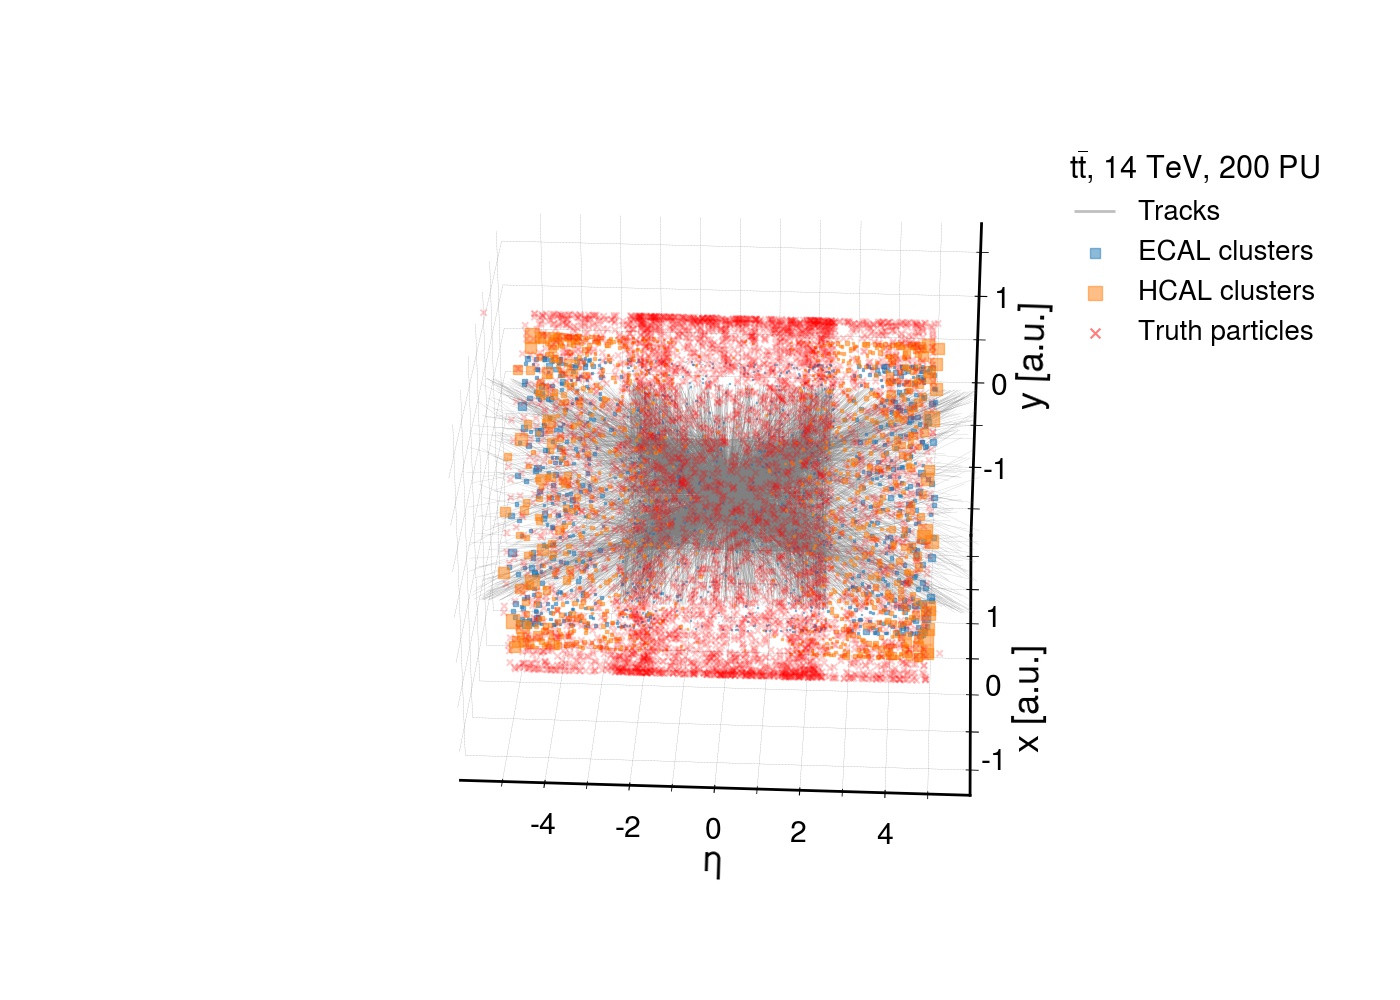 tt̄, 14 TeV, 200 PU
Tracks
ECAL clusters
HCAL clusters
Truth particles
1
0
-1
y [a.u.]
1
0
-1
x [a.u.]
-4 -2 0 2 4
η